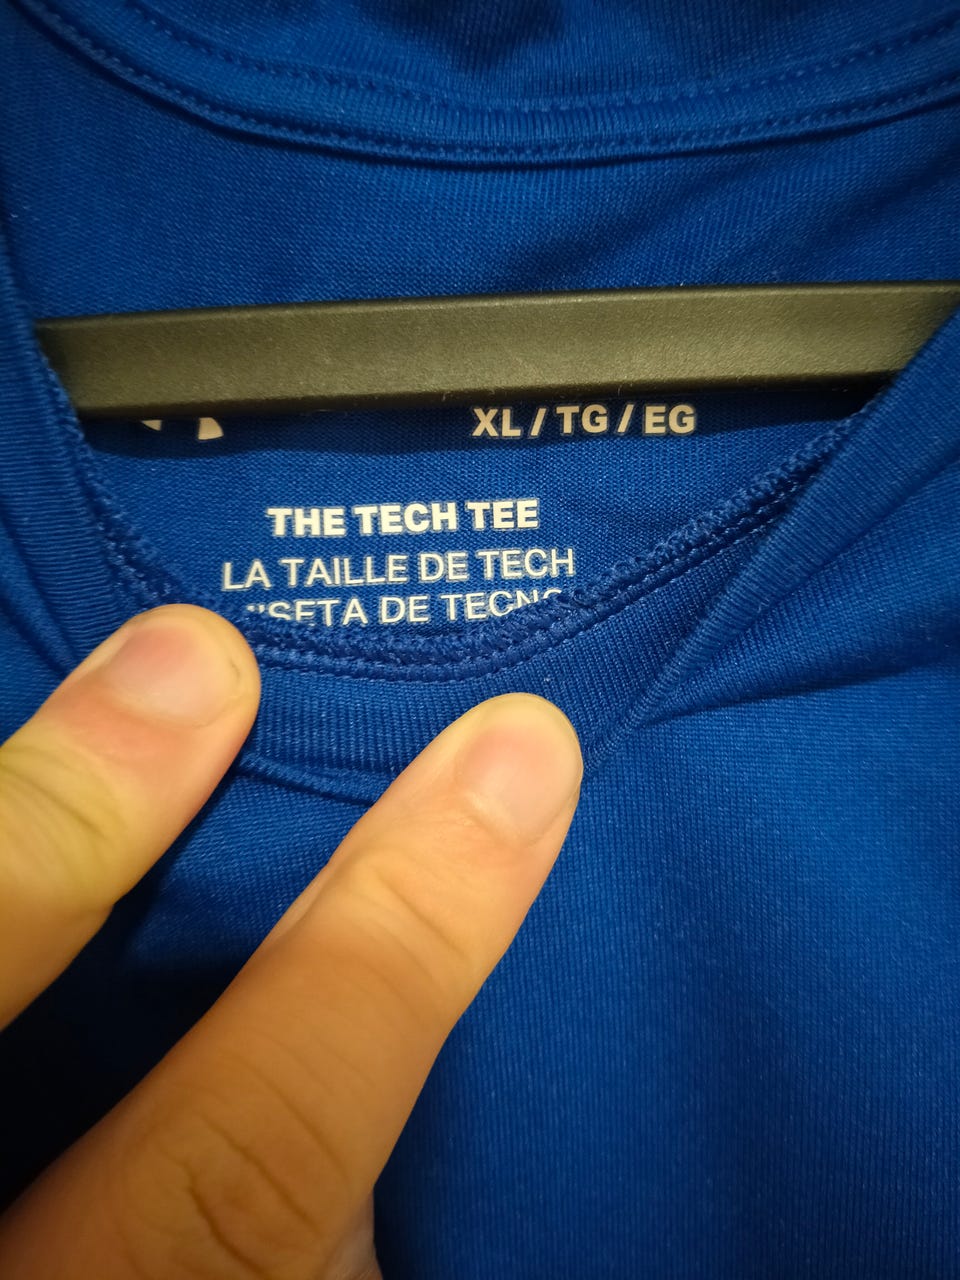 XL / TG / EG
THE TECH TEE
LA TAILLE DE TECH
DE